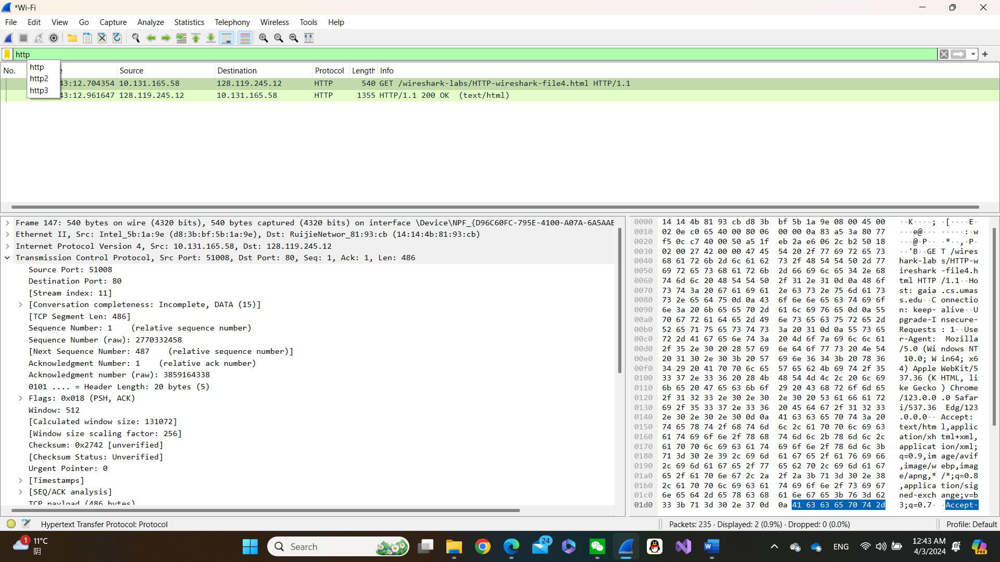 *Wi-Fi
File Edit View Go Capture Analyze Statistics Telephony Wireless Tools Help
http
http
http2
http3
No. Source Destination Protocol Length Info
43:12.704354 10.131.165.58 128.119.245.12 HTTP 540 GET /wireshark-labs/HTTP-wireshark-file4.html HTTP/1.1
43:12.961647 128.119.245.12 10.131.165.58 HTTP 1355 HTTP/1.1 200 OK (text/html)
Frame 147: 540 bytes on wire (4320 bits), 540 bytes captured (4320 bits) on interface \Device\NPF_{D96C60FC-795E-4100-A07A-6A5AAE
Ethernet II, Src: Intel_5b:1a:9e (d8:3b:bf:5b:1a:9e), Dst: RuijieNetwor_81:93:cb (14:14:4b:81:93:cb)
Internet Protocol Version 4, Src: 10.131.165.58, Dst: 128.119.245.12
Transmission Control Protocol, Src Port: 51008, Dst Port: 80, Seq: 1, Ack: 1, Len: 486
Source Port: 51008
Destination Port: 80
[Stream index: 11]
[Conversation completeness: Incomplete, DATA (15)]
[TCP Segment Len: 486]
Sequence Number: 1 (relative sequence number)
Sequence Number (raw): 2770332458
[Next Sequence Number: 487 (relative sequence number)]
Acknowledgment Number: 1 (relative ack number)
Acknowledgment number (raw): 3859164338
0101 .... = Header Length: 20 bytes (5)
Flags: 0x018 (PSH, ACK)
Window: 512
[Calculated window size: 131072]
[Window size scaling factor: 256]
Checksum: 0x2742 [unverified]
[Checksum Status: Unverified]
Urgent Pointer: 0
[Timestamps]
[SEQ/ACK analysis]
TCP payload (486 bytes)
0000 14 14 4b 81 93 cb d8 3b bf 5b 1a 9e 08 00 45 00 ··K····; ·[····E·
0010 02 0e c0 65 40 00 80 06 00 00 0a 83 a5 3a 80 77 ···e@··· ·····:·w
0020 f5 0c c7 40 00 50 a5 1f eb 2a e6 06 2c b2 50 18 ···@·P·· ·*··,·P·
0030 02 00 27 42 00 00 47 45 54 20 2f 77 69 72 65 73 ··'B··GE T /wires
0040 68 61 72 6b 2d 6c 61 62 73 2f 48 54 54 50 2d 77 hark-lab s/HTTP-w
0050 69 72 65 73 68 61 72 6b 2d 66 69 6c 65 34 2e 68 ireshark -file4.h
0060 74 6d 6c 20 48 54 54 50 2f 31 2e 31 0d 0a 48 6f tml HTTP /1.1··Ho
0070 73 74 3a 20 67 61 69 61 2e 63 73 2e 75 6d 61 73 st: gaia .cs.umas
0080 73 2e 65 64 75 0d 0a 43 6f 6e 6e 65 63 74 69 6f s.edu··C onnectio
0090 6e 3a 20 6b 65 65 70 2d 61 6c 69 76 65 0d 0a 55 n: keep- alive··U
00a0 70 67 72 61 64 65 2d 49 6e 73 65 63 75 72 65 2d pgrade-I nsecure-
00b0 52 65 71 75 65 73 74 73 3a 20 31 0d 0a 55 73 65 Requests : 1··Use
00c0 72 2d 41 67 65 6e 74 3a 20 4d 6f 7a 69 6c 6c 61 r-Agent: Mozilla
00d0 2f 35 2e 30 20 28 57 69 6e 64 6f 77 73 20 4e 54 /5.0 (Wi ndows NT
00e0 20 31 30 2e 30 3b 20 57 69 6e 36 34 3b 20 78 36 10.0; W in64; x6
00f0 34 29 20 41 70 70 6c 65 57 65 62 4b 69 74 2f 35 4) Apple WebKit/5
0100 33 37 2e 33 36 20 28 4b 48 54 4d 4c 2c 20 6c 69 37.36 (K HTML, li
0110 6b 65 20 47 65 63 6b 6f 29 20 43 68 72 6f 6d 65 ke Gecko ) Chrome
0120 2f 31 32 33 2e 30 2e 30 2e 30 20 53 61 66 61 72 /123.0.0 .0 Safar
0130 69 2f 35 33 37 2e 33 36 20 45 64 67 2f 31 32 33 i/537.36 Edg/123
0140 2e 30 2e 30 2e 30 0d 0a 41 63 63 65 70 74 3a 20 .0.0.0·· Accept:
0150 74 65 78 74 2f 68 74 6d 6c 2c 61 70 70 6c 69 63 text/htm l,applic
0160 61 74 69 6f 6e 2f 78 68 74 6d 6c 2b 78 6d 6c 2c ation/xh tml+xml,
0170 61 70 70 6c 69 63 61 74 69 6f 6e 2f 78 6d 6c 3b applicat ion/xml;
0180 71 3d 30 2e 39 2c 69 6d 61 67 65 2f 61 76 69 66 q=0.9,im age/avif
0190 2c 69 6d 61 67 65 2f 77 65 62 70 2c 69 6d 61 67 ,image/w ebp,imag
01a0 65 2f 61 70 6e 67 2c 2a 2f 2a 3b 71 3d 30 2e 38 e/apng,* /*;q=0.8
01b0 2c 61 70 70 6c 69 63 61 74 69 6f 6e 2f 73 69 67 ,applica tion/sig
01c0 6e 65 64 2d 65 78 63 68 61 6e 67 65 3b 76 3d 62 ned-exch ange;v=b
01d0 33 3b 71 3d 30 2e 37 0d 0a 41 63 63 65 70 74 2d 3;q=0.7· ·Accept-
Hypertext Transfer Protocol: Protocol Packets: 235 · Displayed: 2 (0.9%) · Dropped: 0 (0.0%) Profile: Default
1 11°C
阴
Search
24
ENG
12:43 AM
4/3/2024
PRE